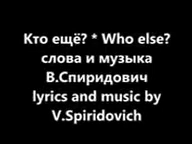 Кто ещё? * Who else?
слова и музыка
В.Спиридович
lyrics and music by
V.Spiridovich